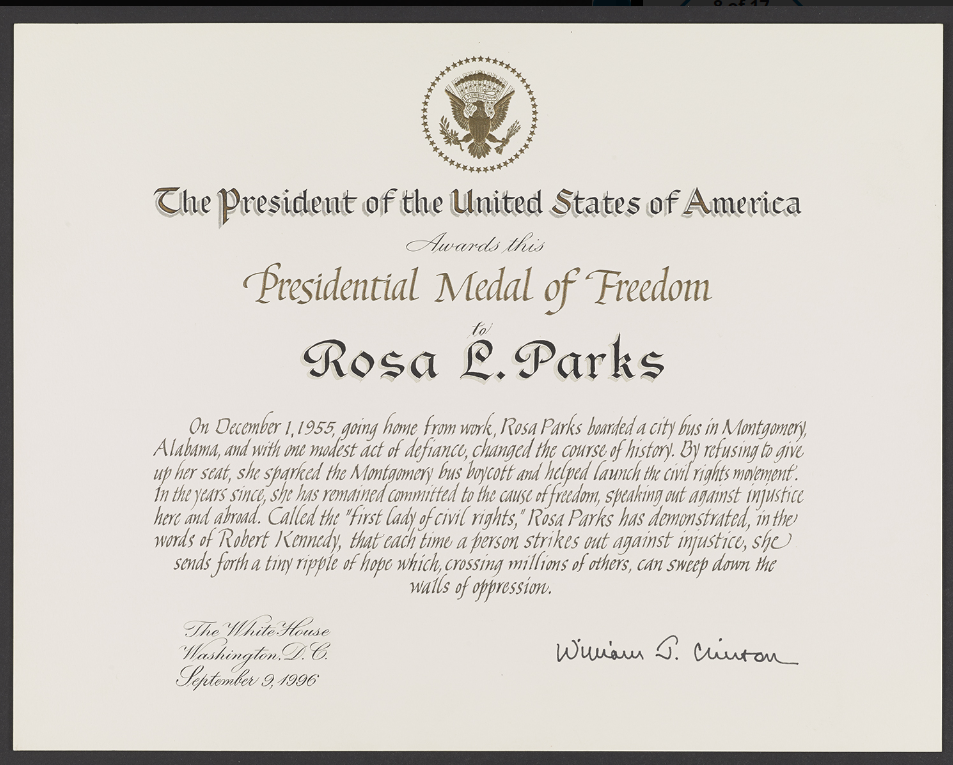 8 of 17
The President of the United States of America
Awards this
Presidential Medal of Freedom
to
Rosa L. Parks
On December 1, 1955, going home from work, Rosa Parks boarded a city bus in Montgomery,
Alabama, and with one modest act of defiance, changed the course of history. By refusing to give
up her seat, she sparked the Montgomery bus boycott and helped launch the civil rights movement.
In the years since, she has remained committed to the cause of freedom, speaking out against injustice
here and abroad. Called the "first lady of civil rights," Rosa Parks has demonstrated, in the
words of Robert Kennedy, that each time a person strikes out against injustice, she
sends forth a tiny ripple of hope which, crossing millions of others, can sweep down the
walls of oppression.
The White House
Washington, D.C.
September 9, 1996
William J. Clinton